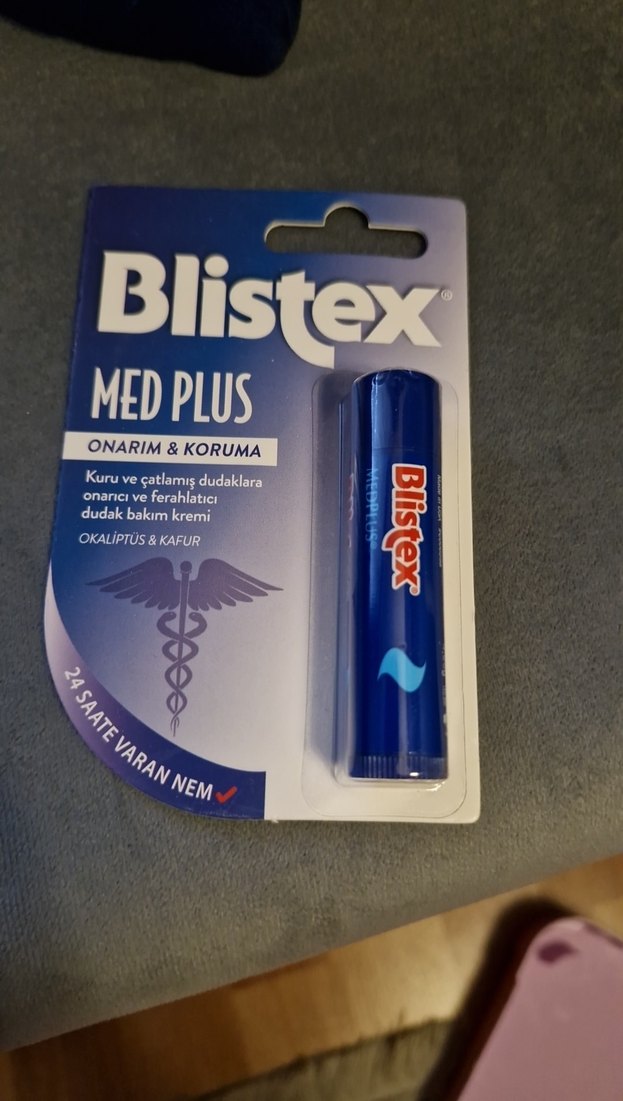 Blistex®
MED PLUS
ONARIM & KORUMA
Kuru ve çatlamış dudaklara
onarıcı ve ferahlatıcı
dudak bakım kremi
OKALİPTÜS & KAFUR
24 SAATE VARAN NEM
Blistex®
MEDPLUS®